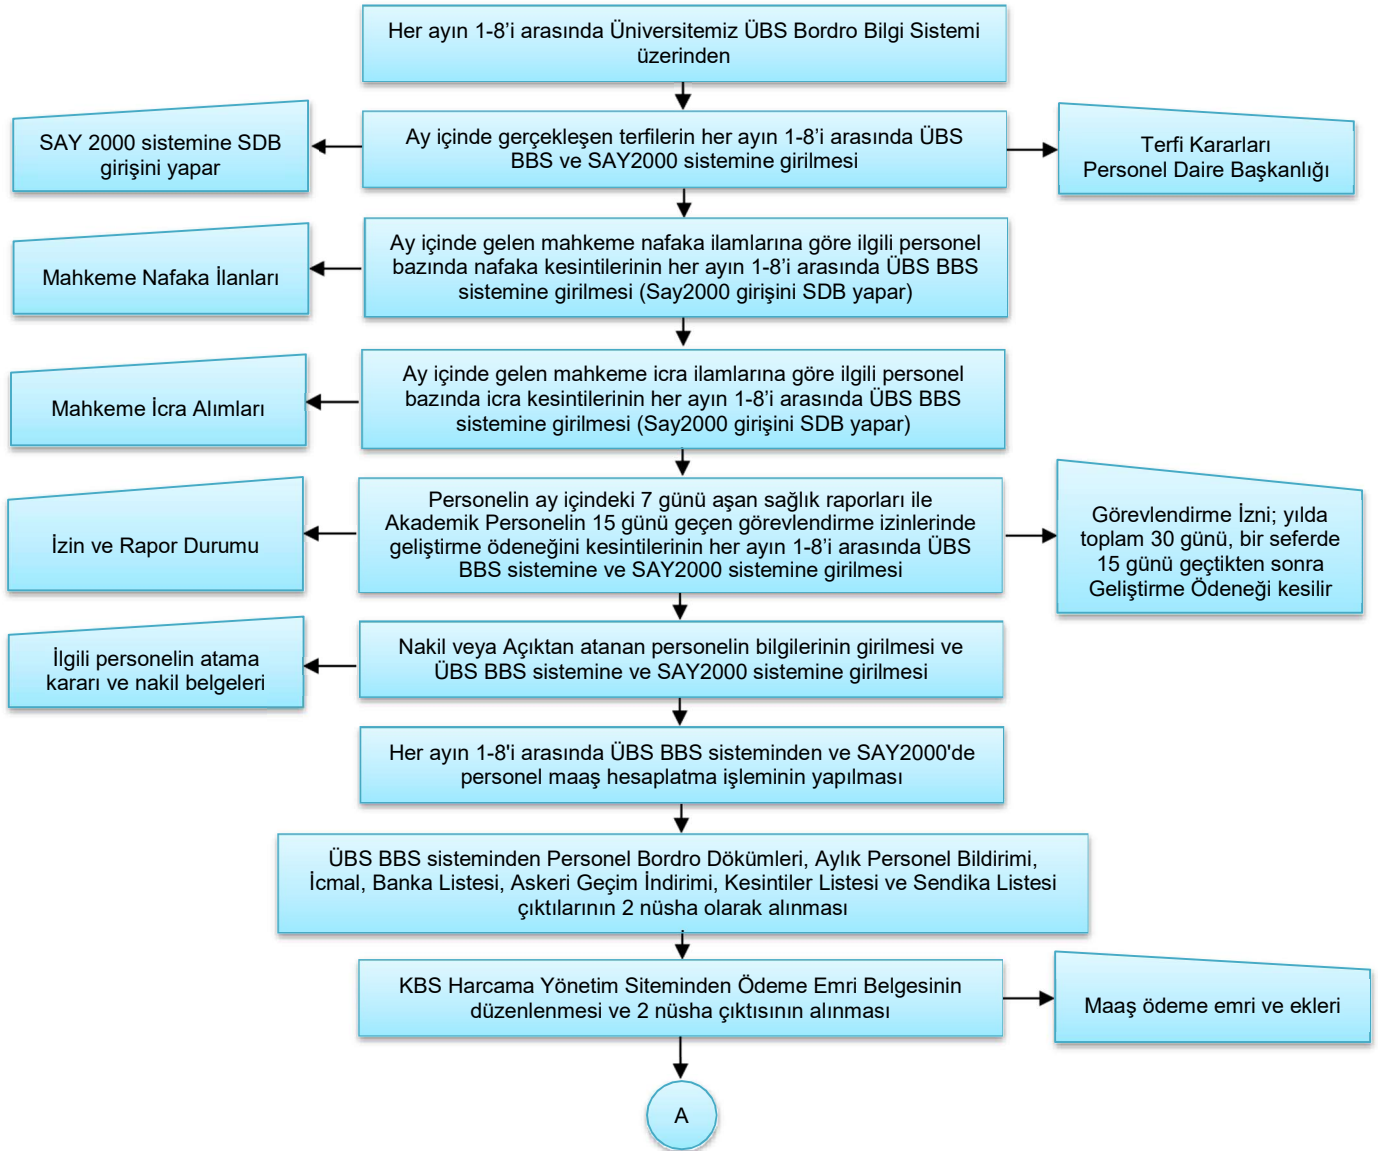 Her ayın 1-8’i arasında Üniversitemiz ÜBS Bordro Bilgi Sistemi
üzerinden
SAY 2000 sistemine SDB
girişini yapar
Ay içinde gerçekleşen terfilerin her ayın 1-8’i arasında ÜBS
BBS ve SAY2000 sistemine girilmesi
Terfi Kararları
Personel Daire Başkanlığı
Mahkeme Nafaka İlanları
Ay içinde gelen mahkeme nafaka ilamlarına göre ilgili personel
bazında nafaka kesintilerinin her ayın 1-8’i arasında ÜBS BBS
sistemine girilmesi (Say2000 girişini SDB yapar)
Mahkeme İcra Alımları
Ay içinde gelen mahkeme icra ilamlarına göre ilgili personel
bazında icra kesintilerinin her ayın 1-8’i arasında ÜBS BBS
sistemine girilmesi (Say2000 girişini SDB yapar)
İzin ve Rapor Durumu
Personelin ay içindeki 7 günü aşan sağlık raporları ile
Akademik Personelin 15 günü geçen görevlendirme izinlerinde
geliştirme ödeneğini kesintilerinin her ayın 1-8’i arasında ÜBS
BBS sistemine ve SAY2000 sistemine girilmesi
Görevlendirme İzni; yılda
toplam 30 günü, bir seferde
15 günü geçtikten sonra
Geliştirme Ödeneği kesilir
İlgili personelin atama
kararı ve nakil belgeleri
Nakil veya Açıktan atanan personelin bilgilerinin girilmesi ve
ÜBS BBS sistemine ve SAY2000 sistemine girilmesi
Her ayın 1-8'i arasında ÜBS BBS sisteminden ve SAY2000'de
personel maaş hesaplatma işleminin yapılması
ÜBS BBS sisteminden Personel Bordro Dökümleri, Aylık Personel Bildirimi,
İcmal, Banka Listesi, Askeri Geçim İndirimi, Kesintiler Listesi ve Sendika Listesi
çıktılarının 2 nüsha olarak alınması
KBS Harcama Yönetim Siteminden Ödeme Emri Belgesinin
düzenlenmesi ve 2 nüsha çıktısının alınması
Maaş ödeme emri ve ekleri
A